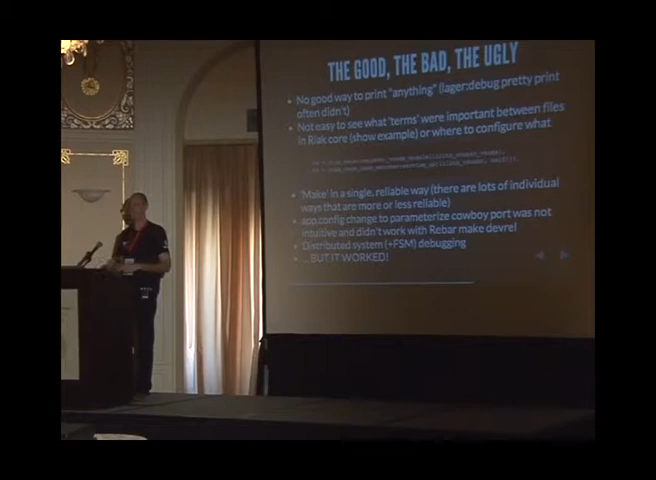 THE GOOD, THE BAD, THE UGLY
No good way to print "anything" (lager:debug pretty print
often didn't)
Not easy to see what 'terms' were important between files
in Riak core (show example) or where to configure what
'Make' in a single, reliable way (there are lots of individual
ways that are more or less reliable)
app.config change to parameterize cowboy port was not
intuitive and didn't work with Rebar make devrel
Distributed system (+FSM) debugging
...BUT IT WORKED!